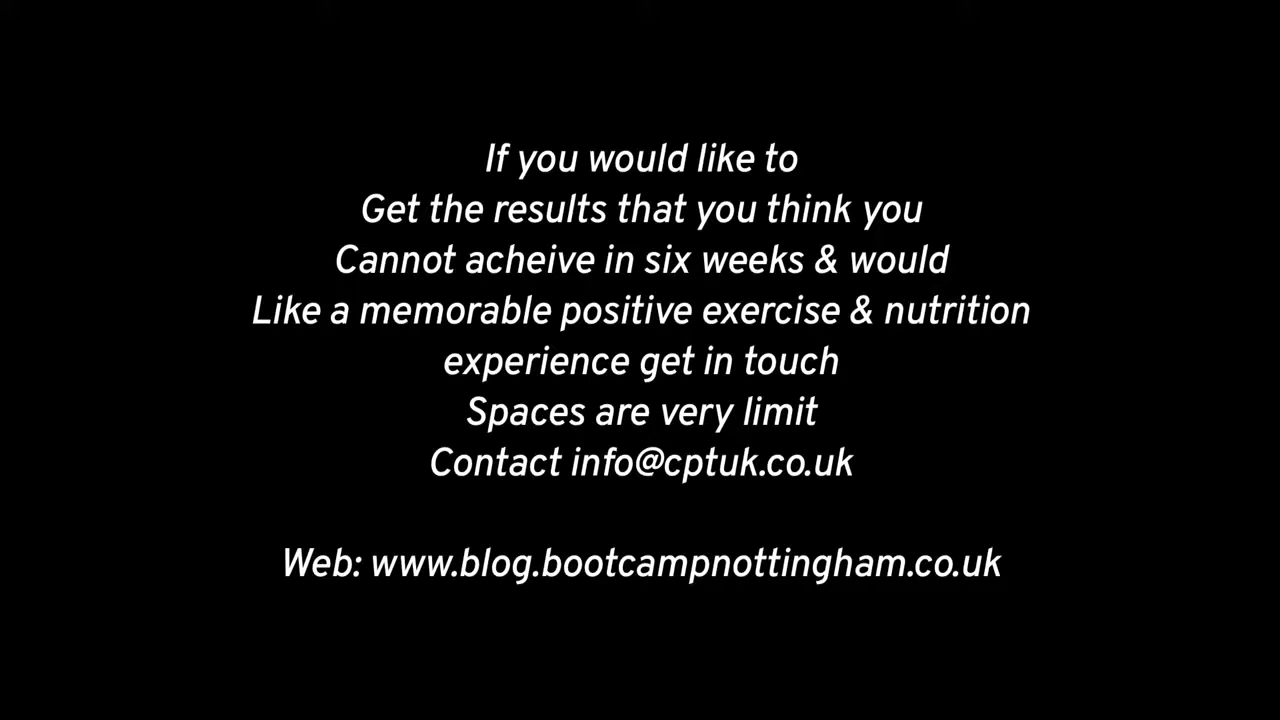 If you would like to
Get the results that you think you
Cannot acheive in six weeks & would
Like a memorable positive exercise & nutrition
experience get in touch
Spaces are very limit
Contact info@cptuk.co.uk
Web: www.blog.bootcampnottingham.co.uk